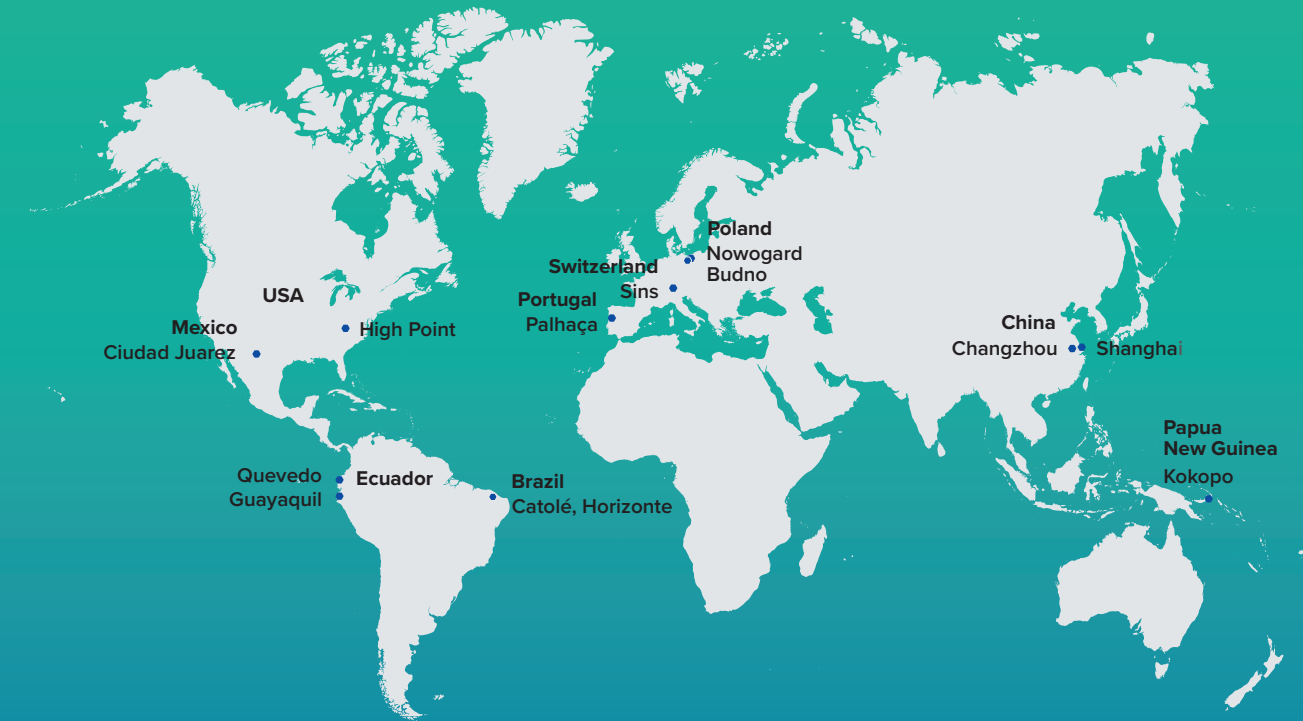 USA
High Point
Mexico
Ciudad Juarez
Quevedo
Guayaquil
Ecuador
Brazil
Catolé, Horizonte
Poland
Nowogard
Budno
Switzerland
Sins
Portugal
Palhaça
China
Changzhou
Shanghai
Papua
New Guinea
Kokopo